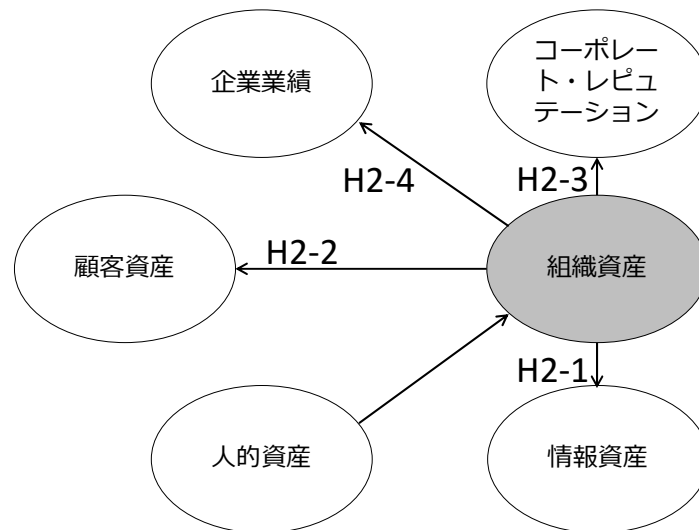 企業業績
コーポレー
ト・レピュ
テーション
H2-4
H2-3
顧客資産
H2-2
組織資産
H2-1
人的資産
情報資産